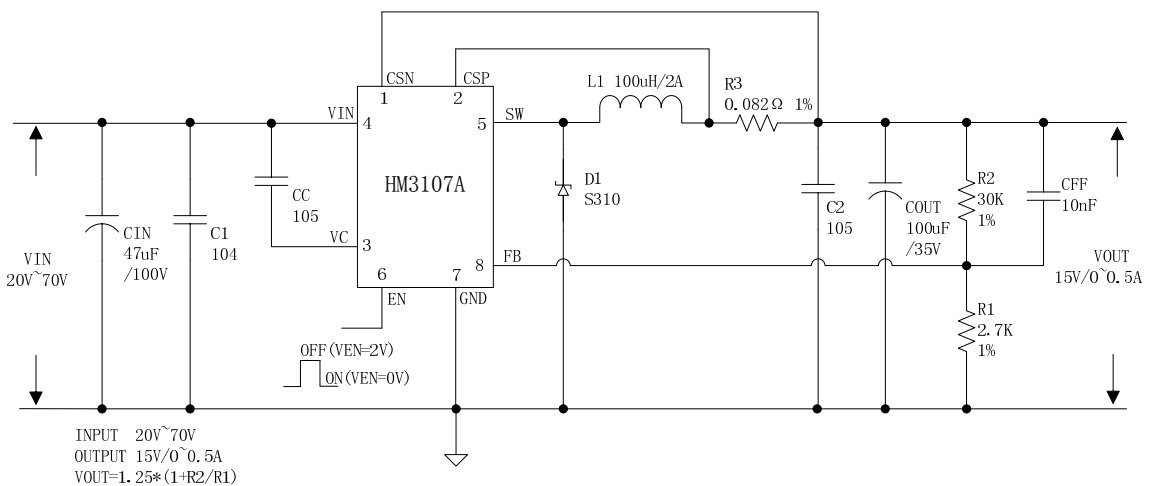 CSN
CSP
1
2
L1 100uH/2A
R3
0.082Ω 1%
VIN
4
5
SW
HM3107A
D1
S310
CC
105
R2
30K
1%
CFF
10nF
C2
105
COUT
100uF
/35V
CIN
47uF
/100V
C1
104
VC
3
8
FB
VIN
20V~70V
VOUT
15V/0~0.5A
6
7
EN
GND
R1
2.7K
1%
OFF(VEN=2V)
ON(VEN=0V)
INPUT 20V~70V
OUTPUT 15V/0~0.5A
VOUT=1.25*(1+R2/R1)